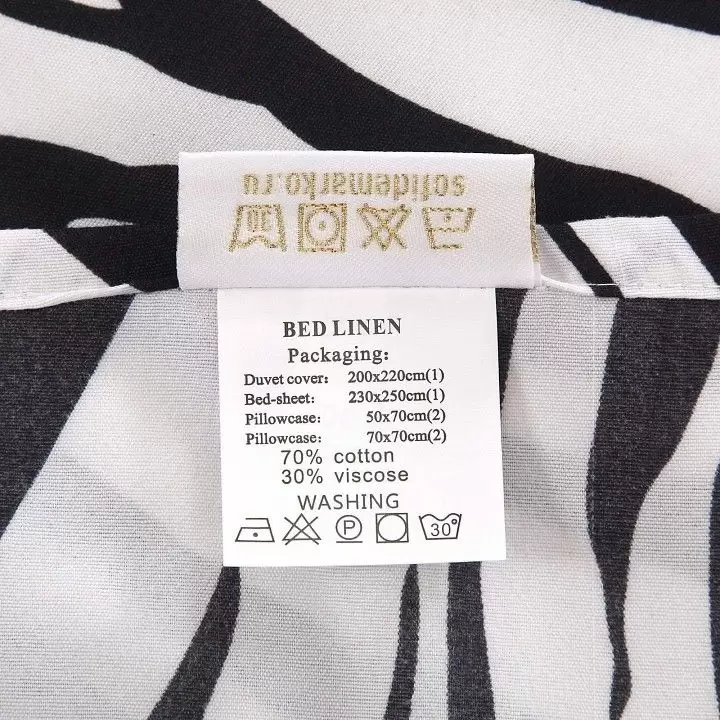 sofidemarko.ru
BED LINEN
Packaging:
Duvet cover: 200x220cm(1)
Bed-sheet: 230x250cm(1)
Pillowcase: 50x70cm(2)
Pillowcase: 70x70cm(2)
70% cotton
30% viscose
WASHING
P 30°